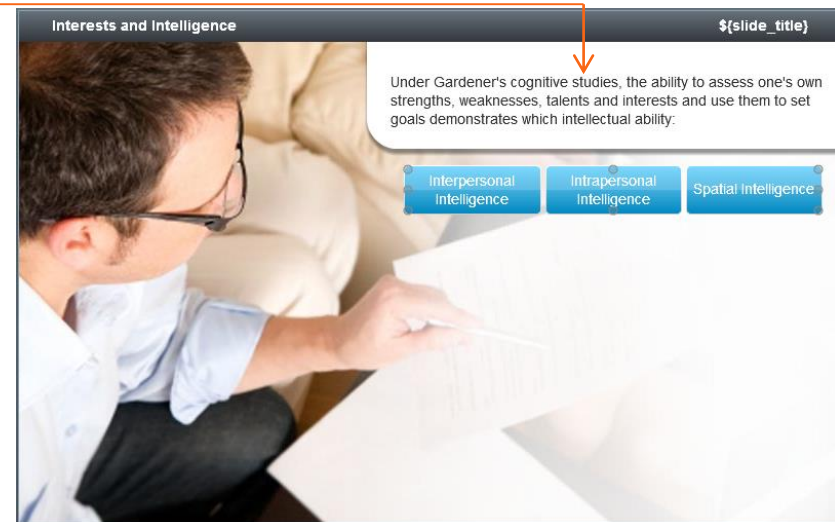 Interests and Intelligence
${slide_title}
Under Gardener's cognitive studies, the ability to assess one's own
strengths, weaknesses, talents and interests and use them to set
goals demonstrates which intellectual ability:
Interpersonal
Intelligence
Intrapersonal
Intelligence
Spatial Intelligence